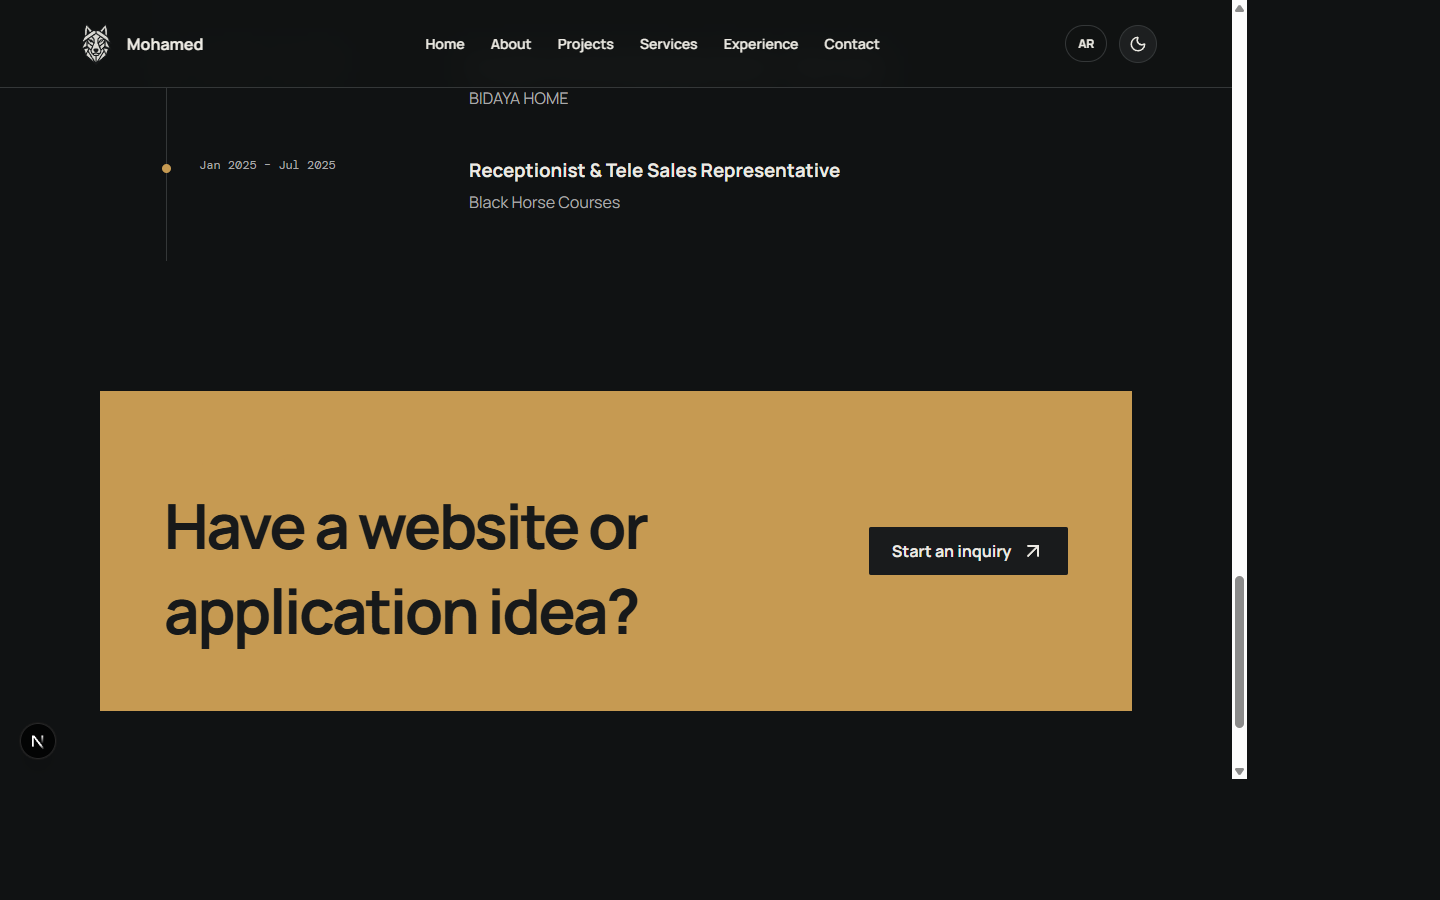 Mohamed
Home About Projects Services Experience Contact
AR
BIDAYA HOME
Jan 2025 – Jul 2025
Receptionist & Tele Sales Representative
Black Horse Courses
Have a website or
application idea?
Start an inquiry
N